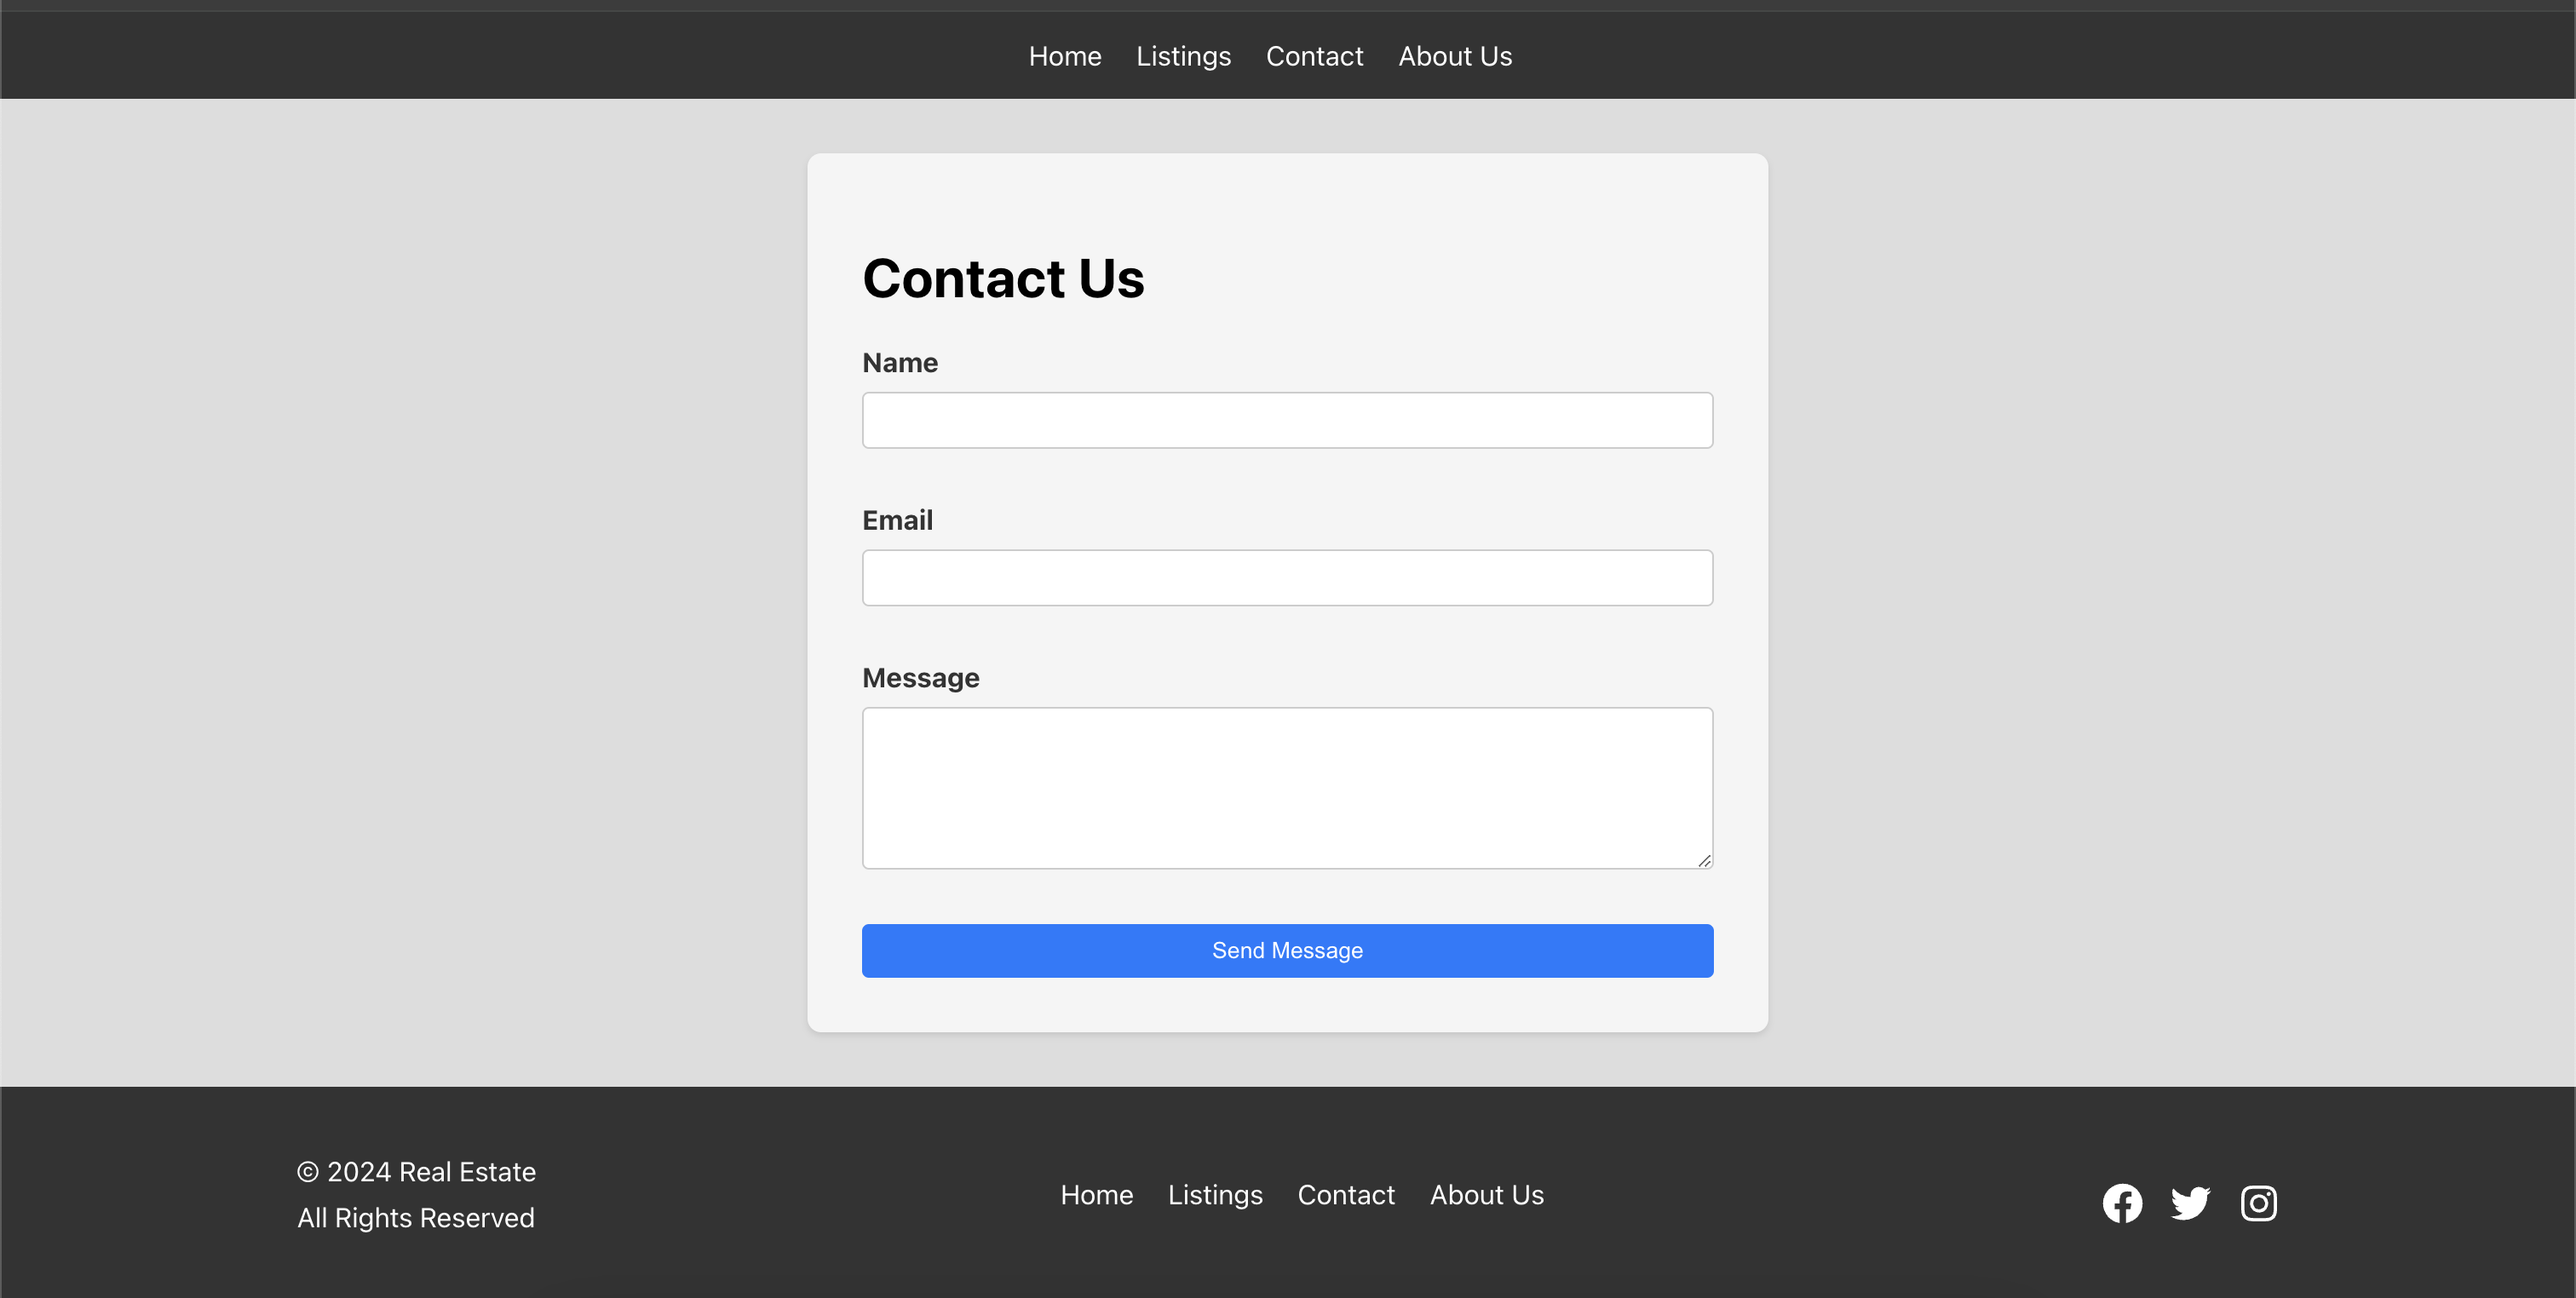 Home Listings Contact About Us
Contact Us
Name
Email
Message
Send Message
© 2024 Real Estate
All Rights Reserved
Home Listings Contact About Us